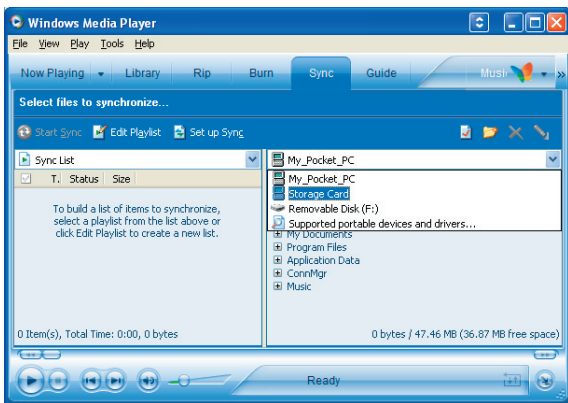 Windows Media Player
File View Play Tools Help
Now Playing Library Rip Burn Sync Guide Music
Select files to synchronize...
Start Sync Edit Playlist Set up Sync
Sync List
My_Pocket_PC
T. Status Size
My_Pocket_PC
Storage Card
Removable Disk (F:)
Supported portable devices and drivers...
To build a list of items to synchronize,
select a playlist from the list above or
click Edit Playlist to create a new list.
My Documents
Program Files
Application Data
ConnMgr
Music
0 Item(s), Total Time: 0:00, 0 bytes
0 bytes / 47.46 MB (36.87 MB free space)
Ready